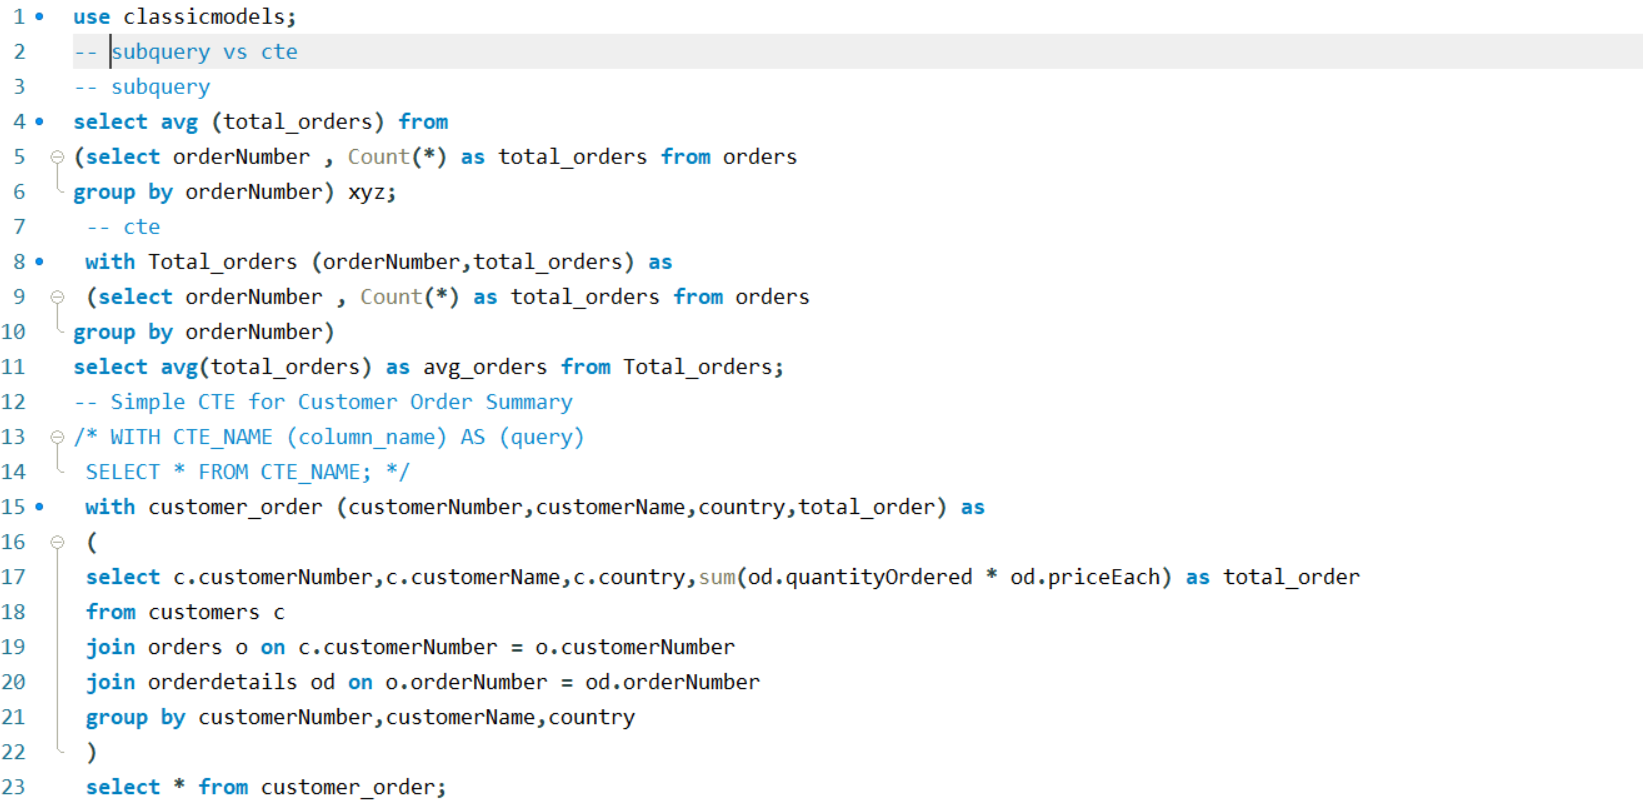 1 use classicmodels;
2 -- subquery vs cte
3 -- subquery
4 select avg (total_orders) from
5 (select orderNumber , Count(*) as total_orders from orders
6 group by orderNumber) xyz;
7 -- cte
8 with Total_orders (orderNumber,total_orders) as
9 (select orderNumber , Count(*) as total_orders from orders
10 group by orderNumber)
11 select avg(total_orders) as avg_orders from Total_orders;
12 -- Simple CTE for Customer Order Summary
13 /* WITH CTE_NAME (column_name) AS (query)
14 SELECT * FROM CTE_NAME; */
15 with customer_order (customerNumber,customerName,country,total_order) as
16 (
17 select c.customerNumber,c.customerName,c.country,sum(od.quantityOrdered * od.priceEach) as total_order
18 from customers c
19 join orders o on c.customerNumber = o.customerNumber
20 join orderdetails od on o.orderNumber = od.orderNumber
21 group by customerNumber,customerName,country
22 )
23 select * from customer_order;